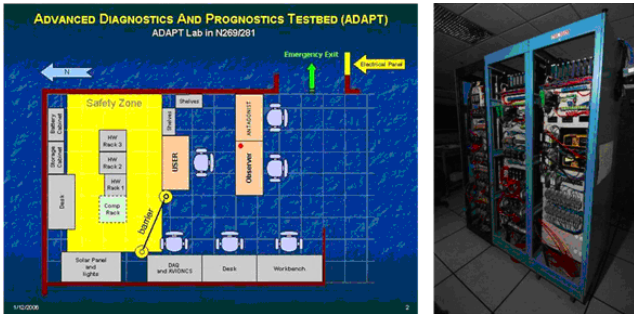 ADVANCED DIAGNOSTICS AND PROGNOSTICS TESTBED (ADAPT)
ADAPT Lab in N269/281
Emergency Exit
Electrical Panel
N
Safety Zone
Shelves
Shelves
Battery
Cabinet
Storage
Cabinet
HW
Rack 3
HW
Rack 2
HW
Rack 1
Comp
Rack
USER
ANTAGONIST
Observer
Desk
barrier
Solar Panel
and
lights
DAQ
and AVIONICS
Desk
Workbench
1/12/2006
2